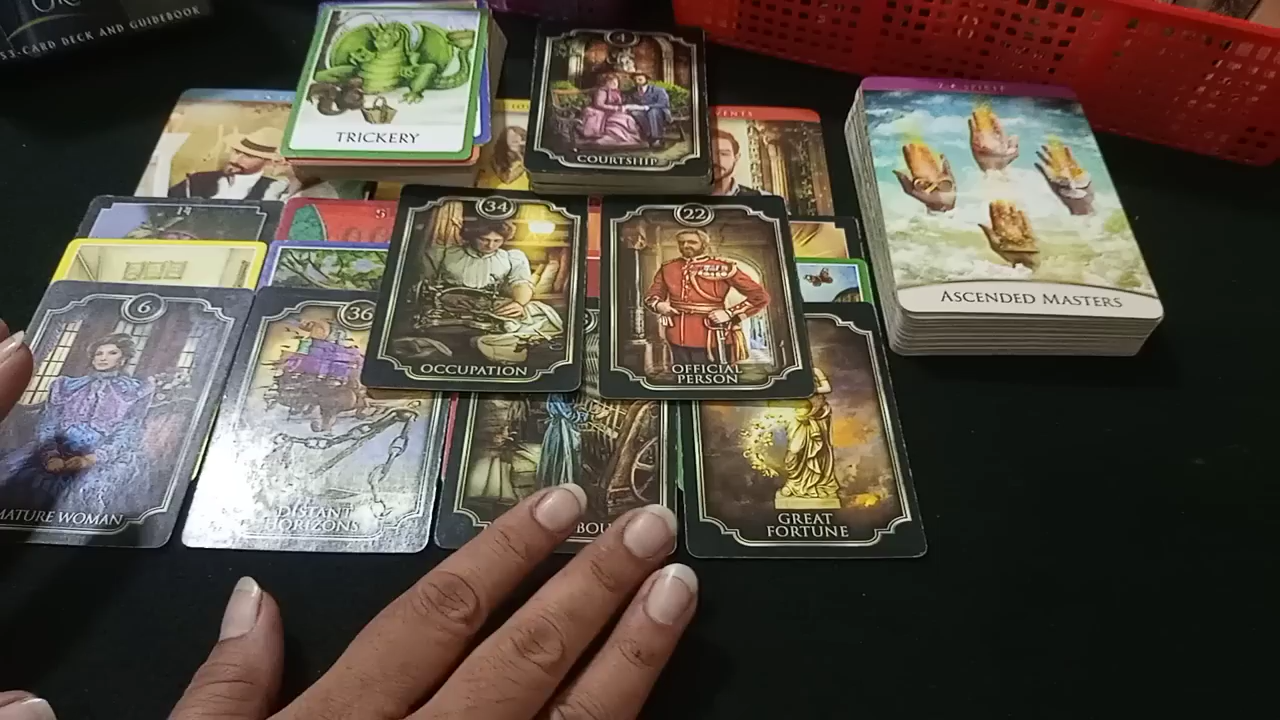 53-CARD DECK AND GUIDEBOOK
TRICKERY
4
COURTSHIP
ASCENDED MASTERS
34
OCCUPATION
22
OFFICIAL
PERSON
6
MATURE WOMAN
36
DISTANT
HORIZONS
GREAT
FORTUNE